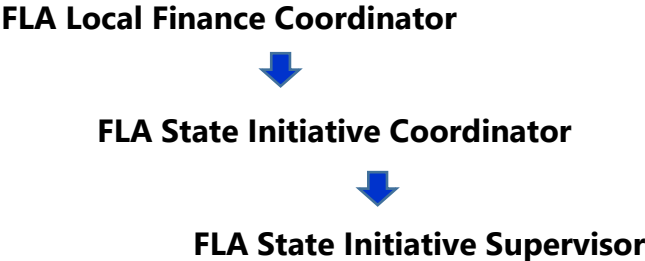 FLA Local Finance Coordinator
FLA State Initiative Coordinator
FLA State Initiative Supervisor